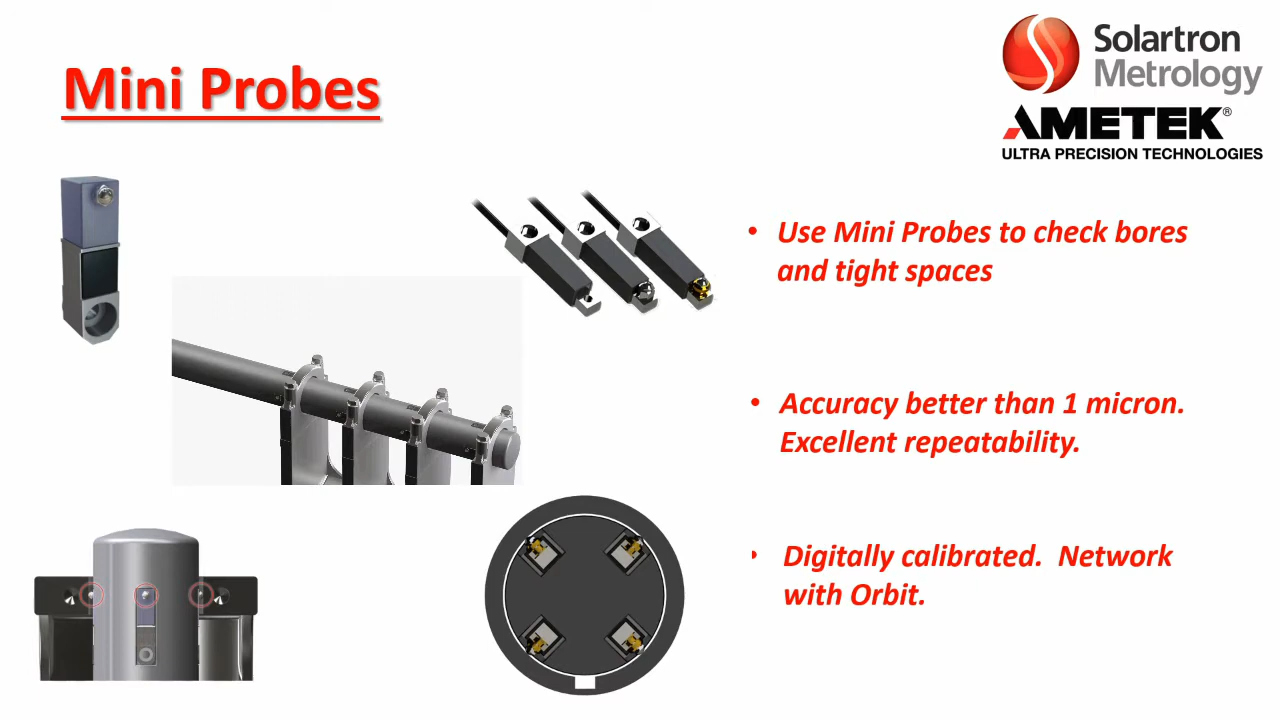 Mini Probes
Solartron
Metrology
AMETEK®
ULTRA PRECISION TECHNOLOGIES
• Use Mini Probes to check bores
and tight spaces
• Accuracy better than 1 micron.
Excellent repeatability.
• Digitally calibrated.  Network
with Orbit.